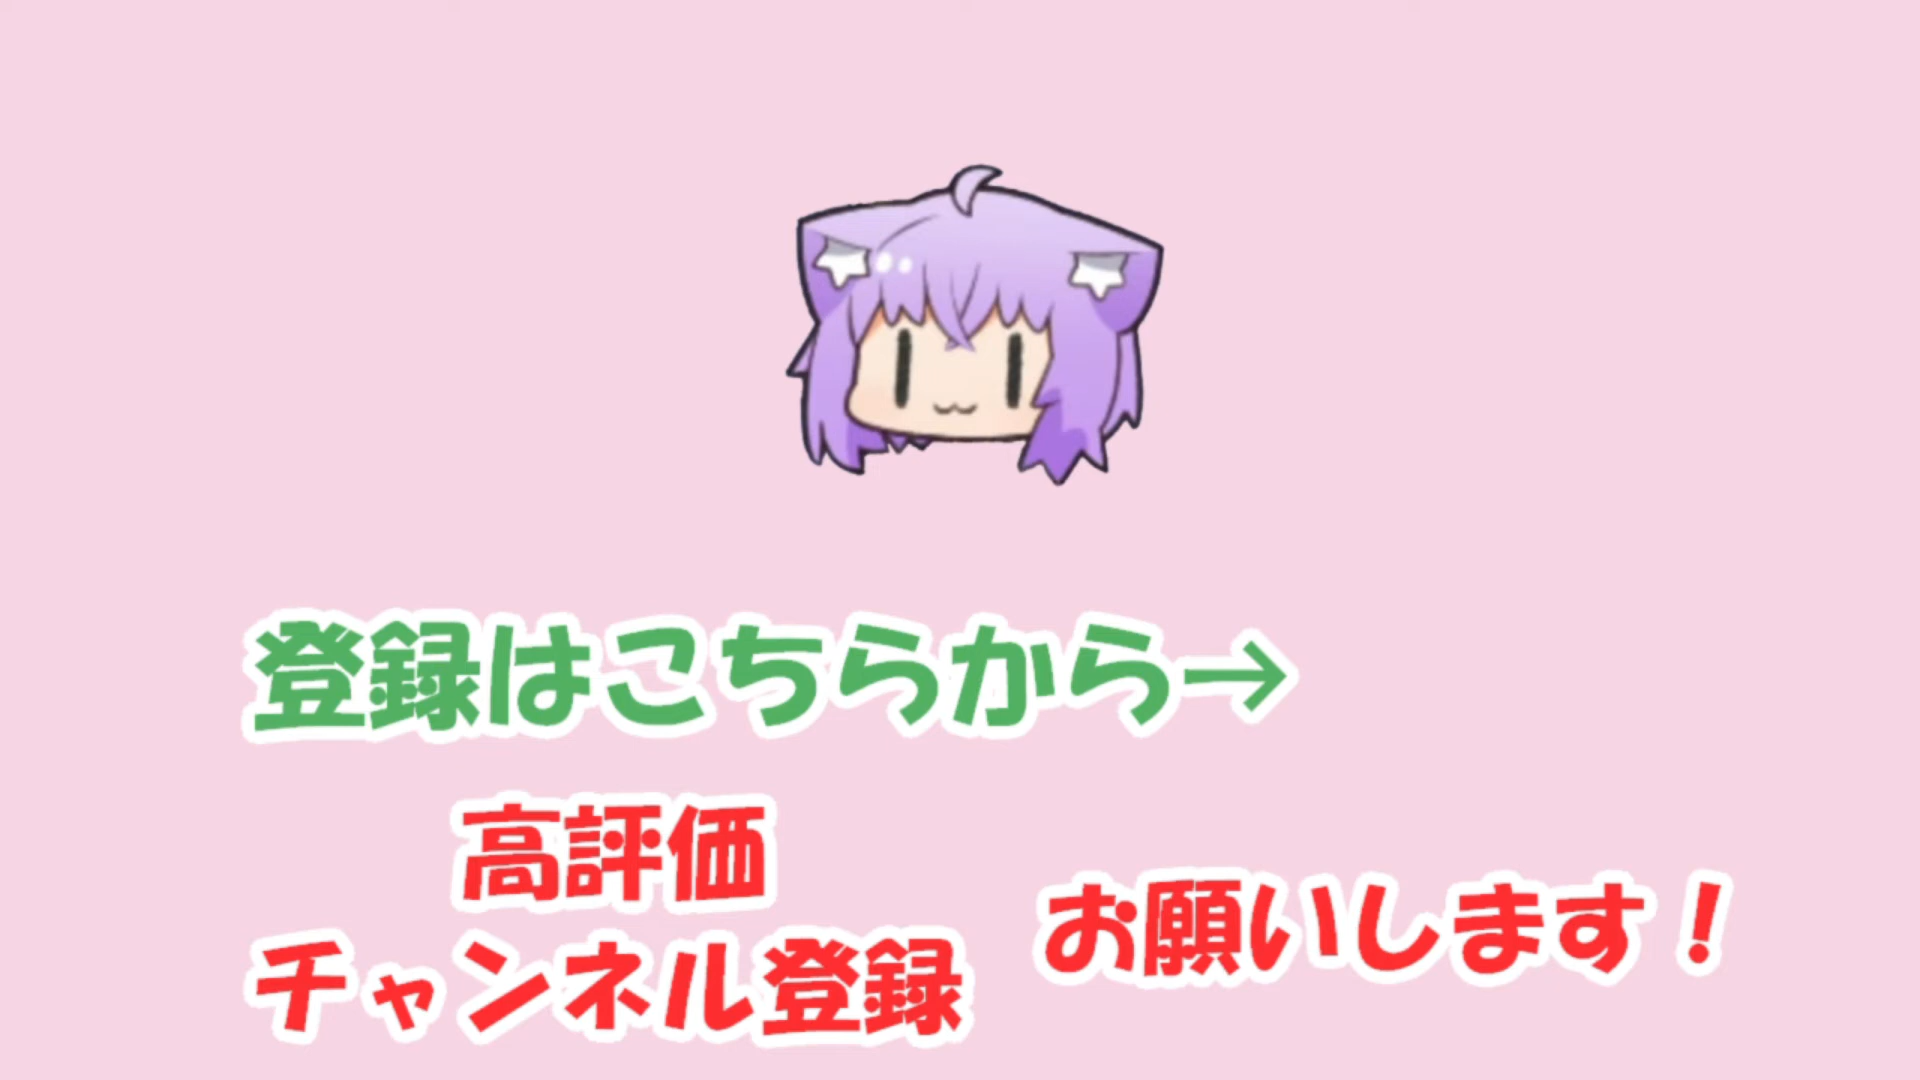 登録はこちらから→
高評価
チャンネル登録
お願いします！